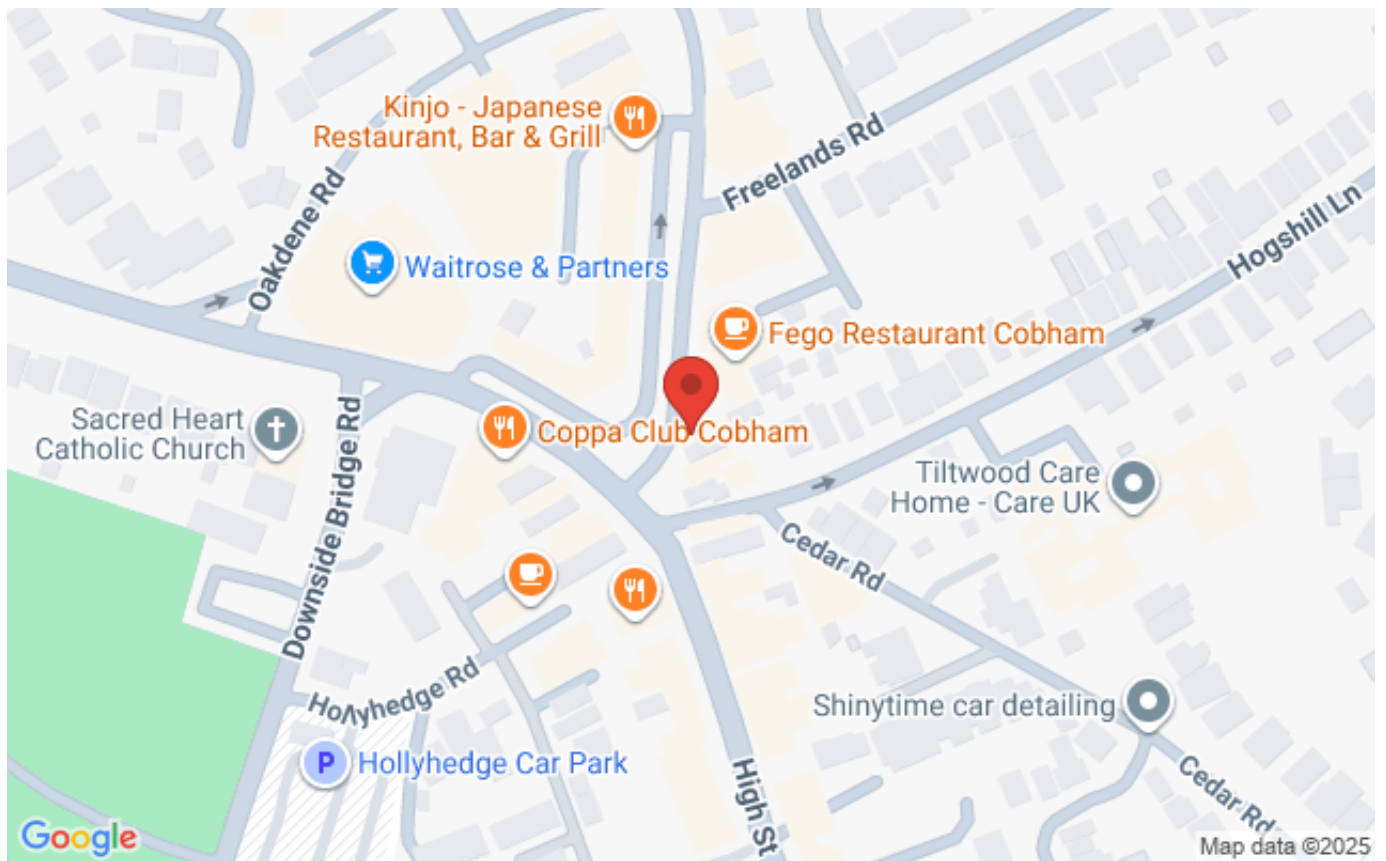 Kinjo - Japanese
Restaurant, Bar & Grill
Freelands Rd
Oakdene Rd
Hogshill Ln
Waitrose & Partners
Fego Restaurant Cobham
Sacred Heart
Catholic Church
Coppa Club Cobham
Downside Bridge Rd
Tiltwood Care
Home - Care UK
Cedar Rd
Hollyhedge Rd
Shinytime car detailing
P
Hollyhedge Car Park
High St
Cedar Rd
Google
Map data ©2025